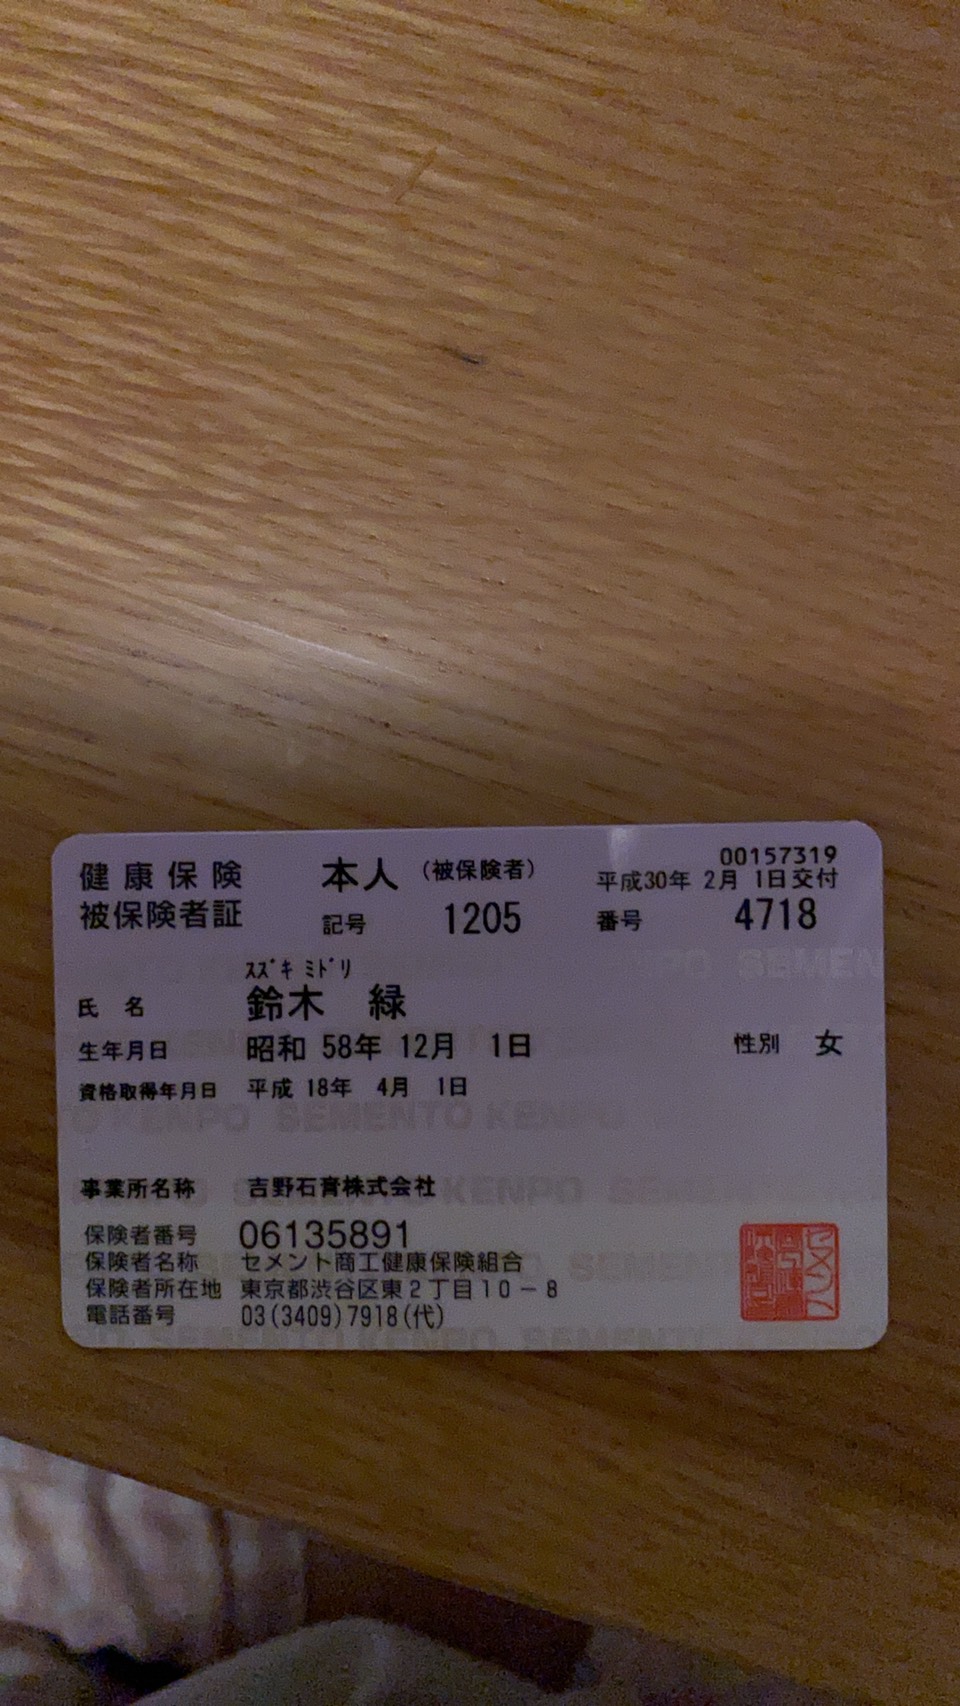 00157319
健康保険 本人 (被保険者) 平成30年 2月 1日交付
被保険者証 記号 1205 番号 4718
スズキ ミドリ
氏名 鈴木 緑
生年月日 昭和 58年 12月 1日 性別 女
資格取得年月日 平成 18年 4月 1日
SEMENTO KENPO
事業所名称 吉野石膏株式会社
保険者番号 06135891
保険者名称 セメント商工健康保険組合
保険者所在地 東京都渋谷区東2丁目10-8
電話番号 03(3409)7918(代)